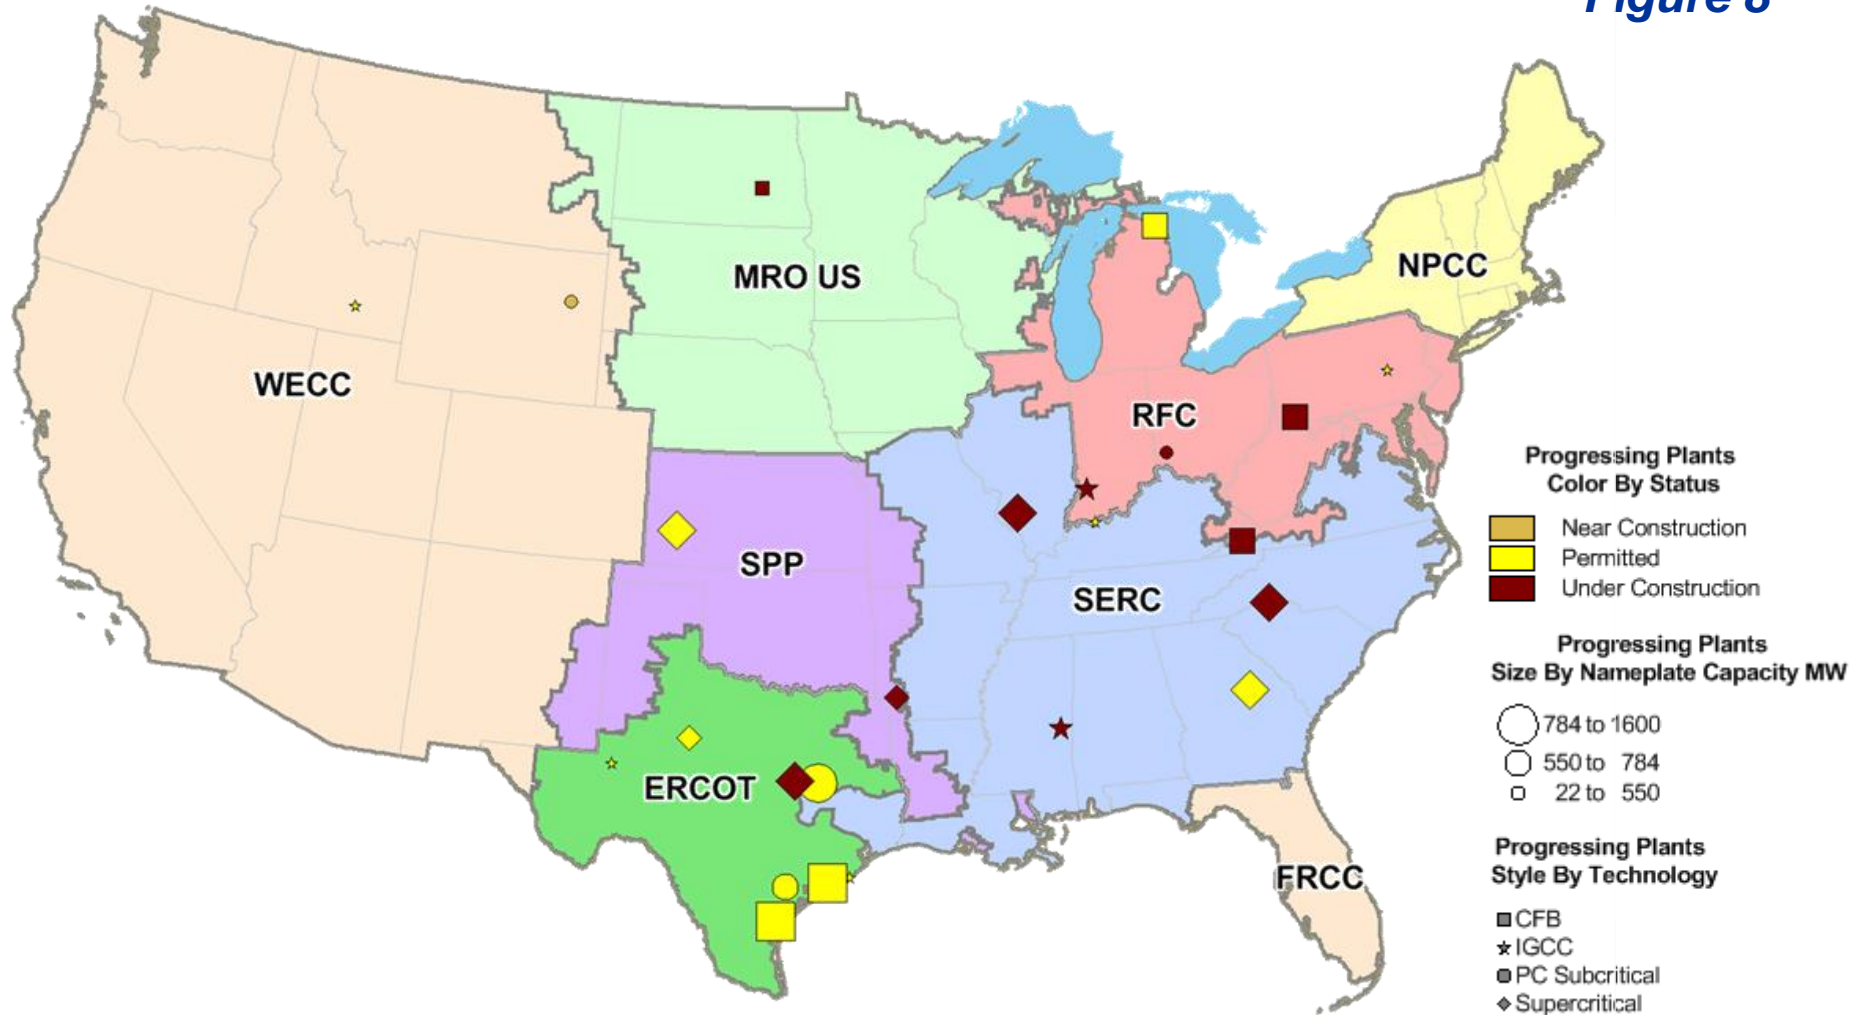 Figure 8
MRO US
NPCC
WECC
RFC
SPP
SERC
ERCOT
FRCC
Progressing Plants
Color By Status
Near Construction
Permitted
Under Construction
Progressing Plants
Size By Nameplate Capacity MW
784 to 1600
550 to 784
22 to 550
Progressing Plants
Style By Technology
CFB
IGCC
PC Subcritical
Supercritical